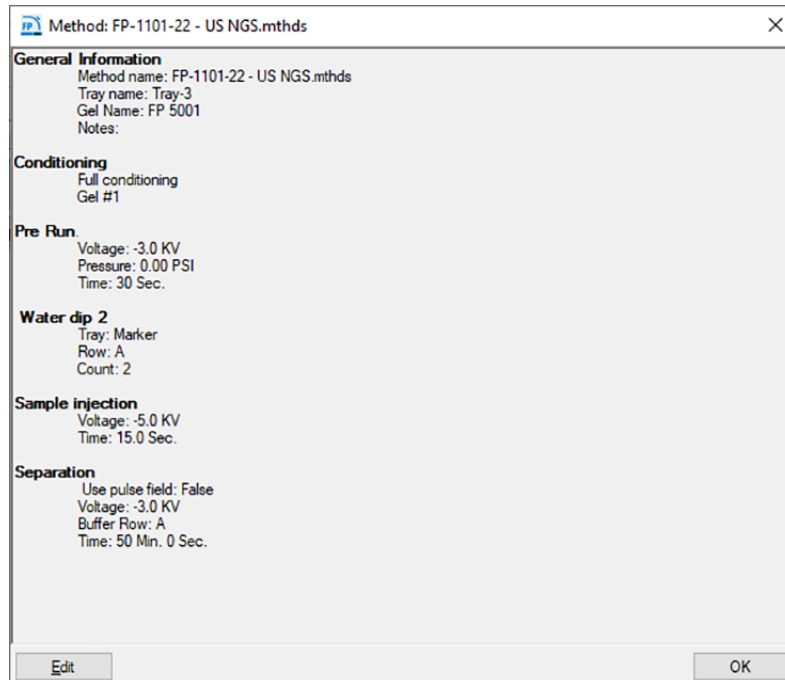 FP
Method: FP-1101-22 - US NGS.mthds
General Information
Method name: FP-1101-22 - US NGS.mthds
Tray name: Tray-3
Gel Name: FP 5001
Notes:
Conditioning
Full conditioning
Gel #1
Pre Run.
Voltage: -3.0 KV
Pressure: 0.00 PSI
Time: 30 Sec.
Water dip 2
Tray: Marker
Row: A
Count: 2
Sample injection
Voltage: -5.0 KV
Time: 15.0 Sec.
Separation
Use pulse field: False
Voltage: -3.0 KV
Buffer Row: A
Time: 50 Min. 0 Sec.
Edit
OK